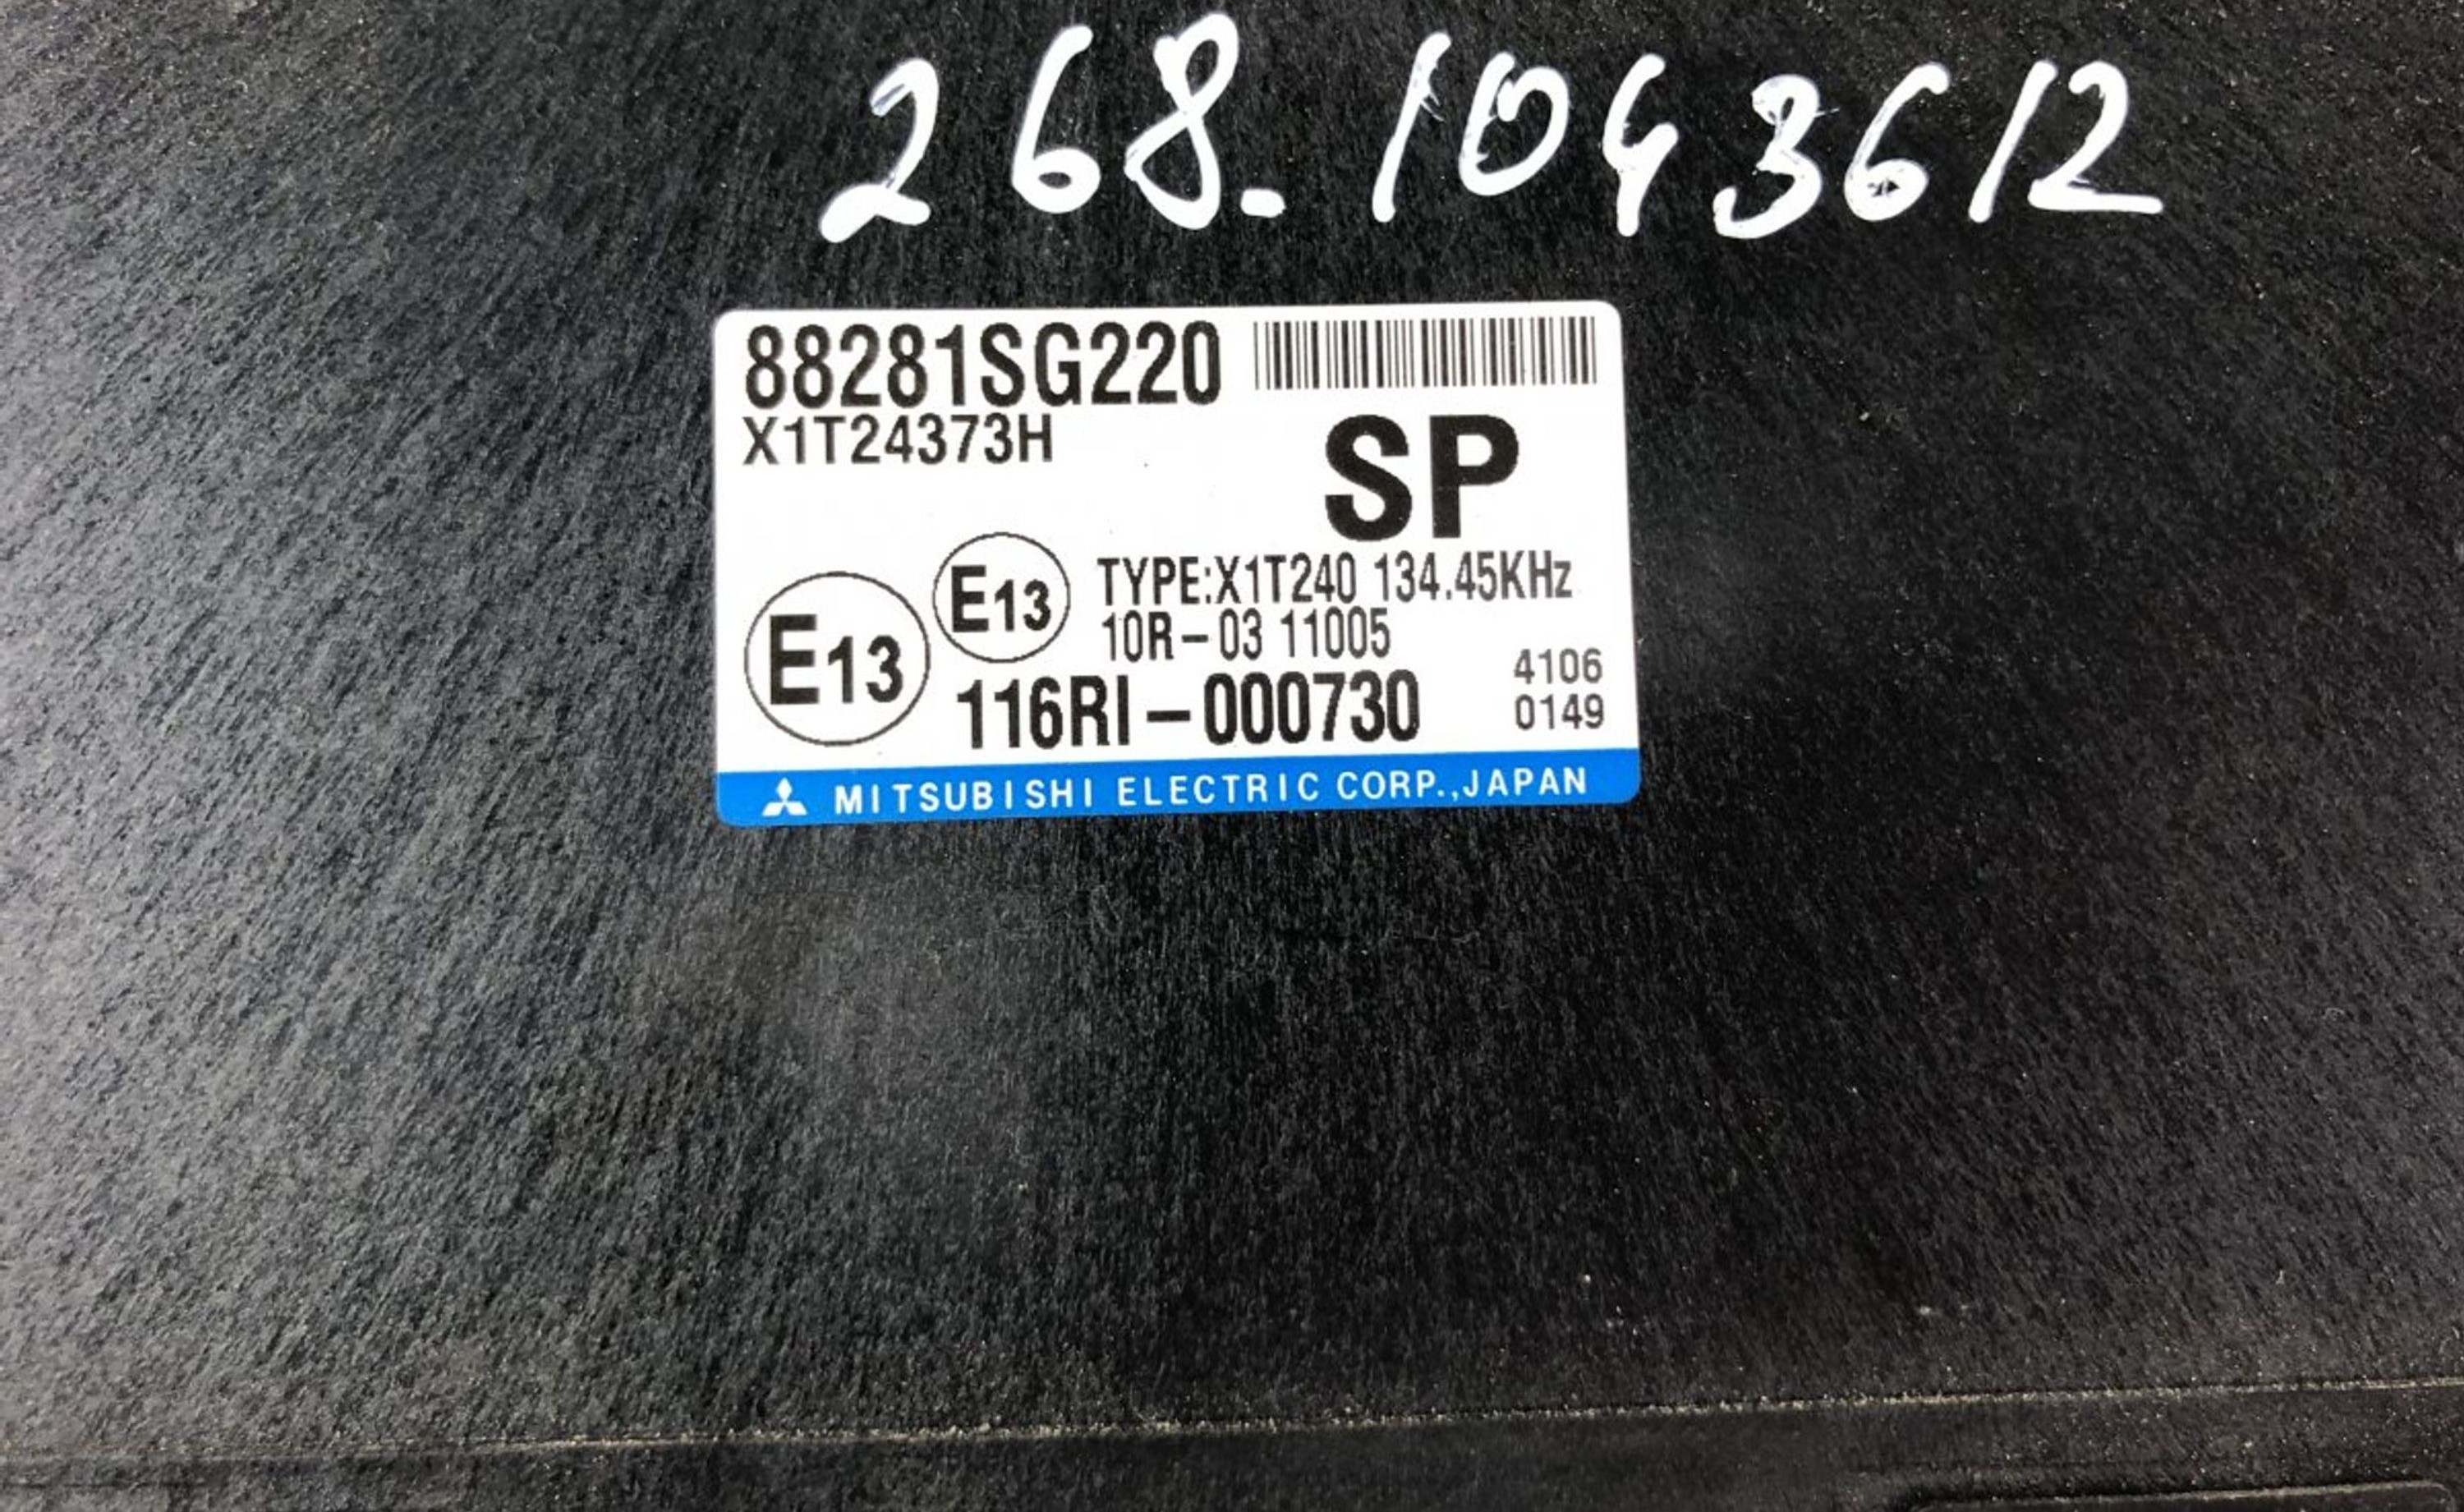 268.1043612
88281SG220
X1T24373H
SP
E13
E13
TYPE:X1T240 134.45KHz
10R-03 11005
116RI-000730
4106
0149
MITSUBISHI ELECTRIC CORP.,JAPAN